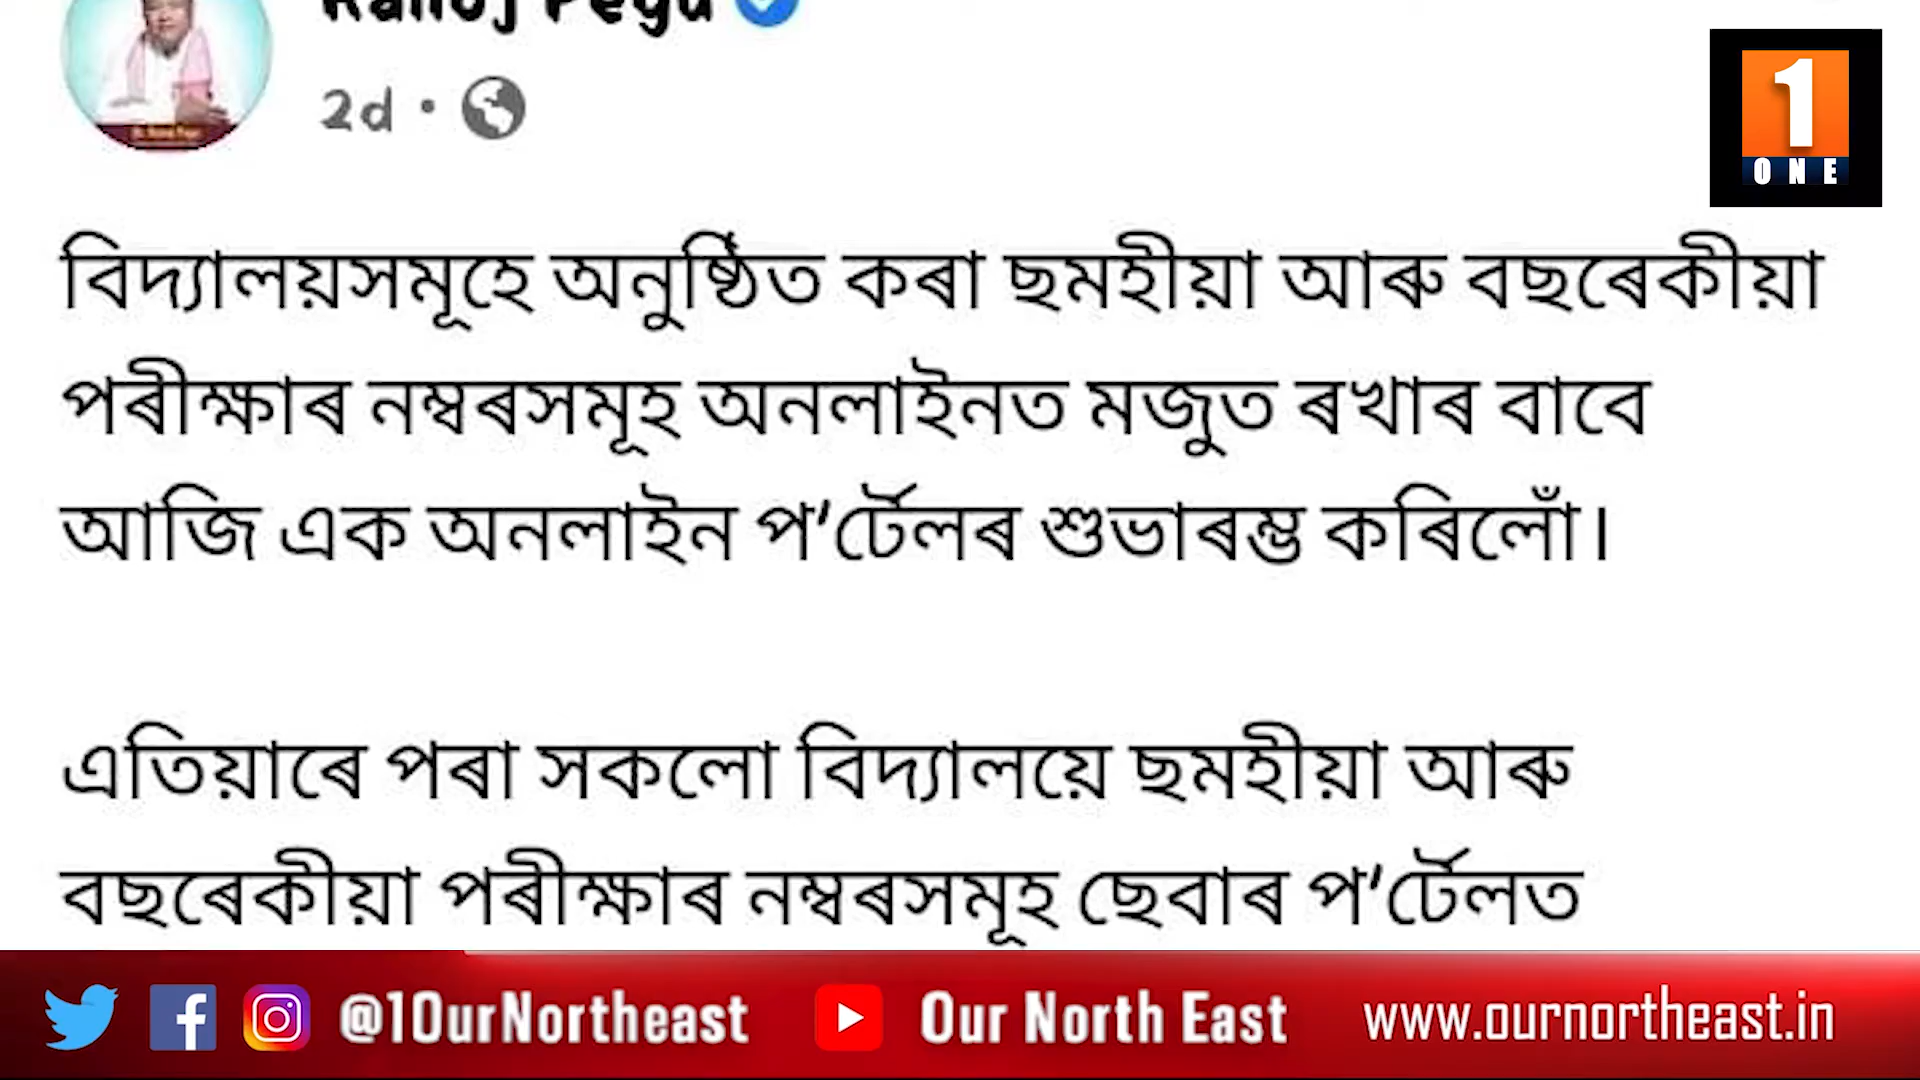 Ranoj Pegu
2d •
1
ONE
বিদ্যালয়সমূহে অনুষ্ঠিত কৰা ছমহীয়া আৰু বছৰেকীয়া
পৰীক্ষাৰ নম্বৰসমূহ অনলাইনত মজুত ৰখাৰ বাবে
আজি এক অনলাইন প’ৰ্টেলৰ শুভাৰম্ভ কৰিলোঁ।
এতিয়াৰে পৰা সকলো বিদ্যালয়ে ছমহীয়া আৰু
বছৰেকীয়া পৰীক্ষাৰ নম্বৰসমূহ ছেবাৰ প’ৰ্টেলত
@1OurNortheast Our North East www.ournortheast.in